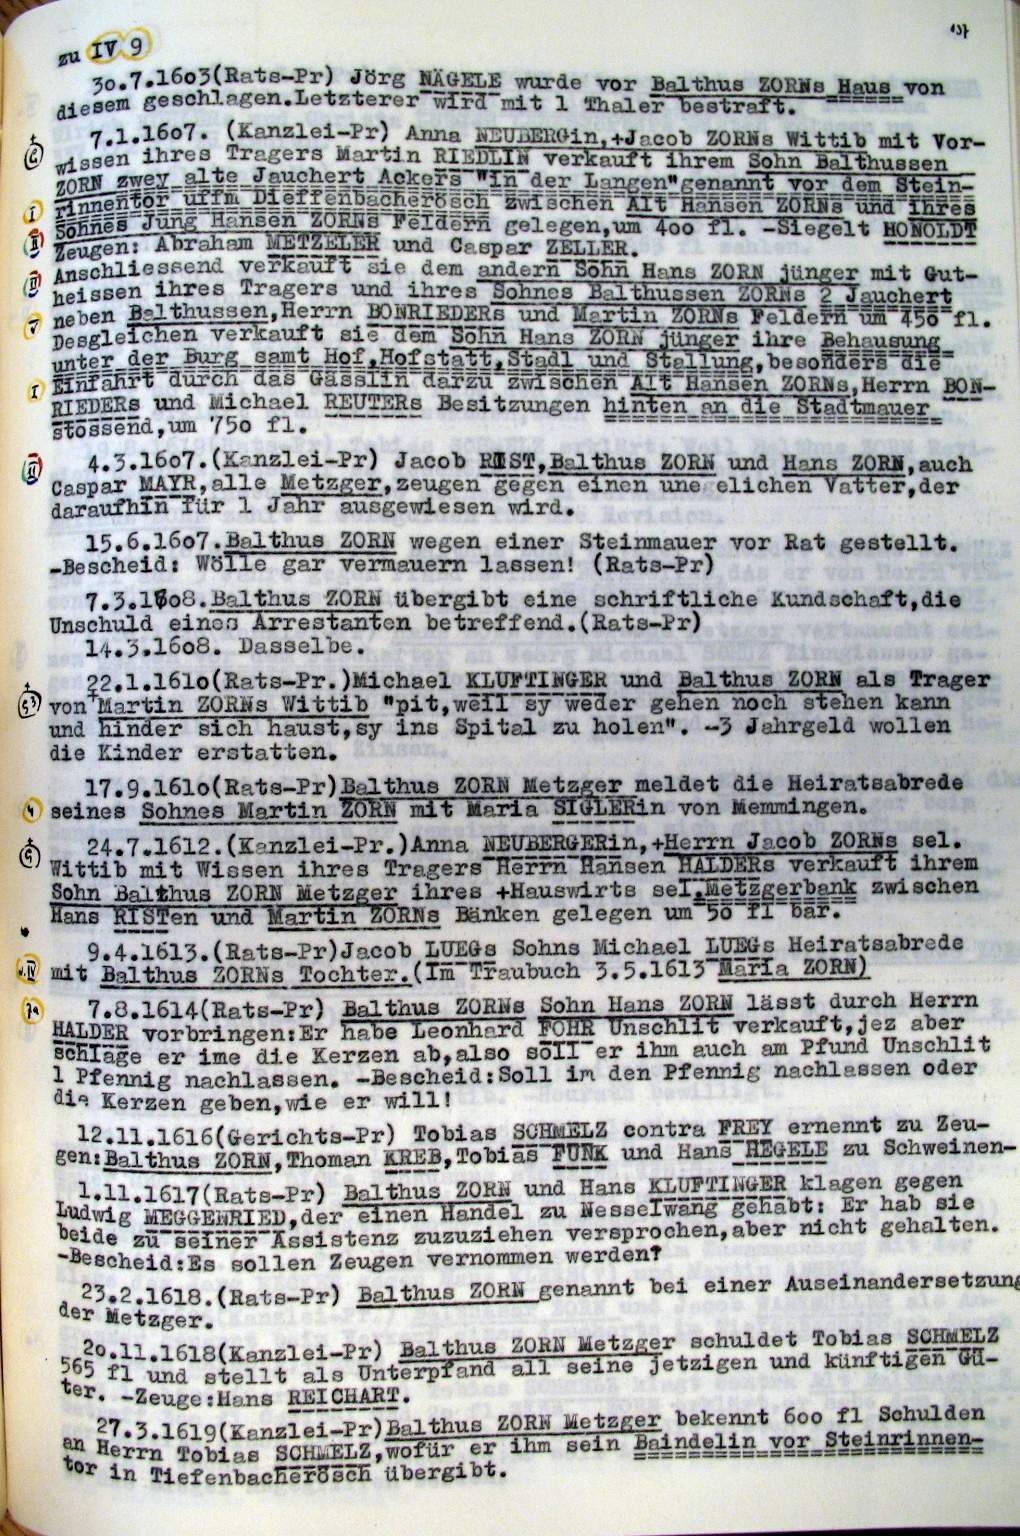 137
zu IV 9
30.7.1603(Rats-Pr) Jörg NÄGELE wurde vor Balthus ZORNs Haus von
diesem geschlagen.Letzterer wird mit 1 Thaler bestraft.
7.1.1607. (Kanzlei-Pr) Anna NEUBERGin,+Jacob ZORNs Wittib mit Vor-
wissen ihres Tragers Martin RIEDLIN verkauft ihrem Sohn Balthussen
ZORN zwey alte Jauchert Ackers "In der Langen"genannt vor dem Stein-
rinnentor uffm Dieffenbacherösch zwischen Alt Hansen ZORNs und Ihres
Sohnes Jung Hansen ZORNs Feldern gelegen,um 400 fl. -Siegelt HONOLDT
Zeugen: Abraham METZELER und Caspar ZELLER.
Anschliessend verkauft sie dem andern Sohn Hans ZORN jünger mit Gut-
heissen ihres Tragers und ihres Sohnes Balthussen ZORNs 2 Jauchert
neben Balthussen,Herrn BONRIEDERs und Martin ZORNs Feldern um 450 fl.
Desgleichen verkauft sie dem Sohn Hans ZORN jünger ihre Behausung
unter der Burg samt Hof,Hofstatt,Stadl und Stallung,besonders die
Einfahrt durch das Gässlin darzu zwischen Alt Hansen ZORNs,Herrn BON-
RIEDERs und Michael REUTERs Besitzungen hinten an die Stadtmauer
stossend,um 750 fl.
4.3.1607.(Kanzlei-Pr) Jacob RIST,Balthus ZORN und Hans ZORN,auch
Caspar MAYR,alle Metzger,zeugen gegen einen une elichen Vatter,der
daraufhin für 1 Jahr ausgewiesen wird.
15.6.1607.Balthus ZORN wegen einer Steinmauer vor Rat gestellt.
-Bescheid: Wölle gar vermauern lassen! (Rats-Pr)
7.3.1608.Balthus ZORN übergibt eine schriftliche Kundschaft,die
Unschuld eines Arrestanten betreffend.(Rats-Pr)
14.3.1608. Dasselbe.
22.1.1610(Rats-Pr.)Michael KLUFTINGER und Balthus ZORN als Trager
von +Martin ZORNs Wittib "pit,weil sy weder gehen noch stehen kann
und hinder sich haust,sy ins Spital zu holen". -3 Jahrgeld wollen
die Kinder erstatten.
17.9.1610(Rats-Pr)Balthus ZORN Metzger meldet die Heiratsabrede
seines Sohnes Martin ZORN mit Maria SIGLERin von Memmingen.
24.7.1612.(Kanzlei-Pr.)Anna NEUBERGERin,+Herrn Jacob ZORNs sel.
Wittib mit Wissen ihres Tragers Herrn Hansen HALDERs verkauft ihrem
Sohn Balthus ZORN Metzger ihres +Hauswirts sel.Metzgerbank zwischen
Hans RISTen und Martin ZORNs Bänken gelegen um 50 fl bar.
9.4.1613.(Rats-Pr)Jacob LUEGs Sohns Michael LUEGs Heiratsabrede
mit Balthus ZORNs Tochter.(Im Traubuch 3.5.1613 Maria ZORN)
7.8.1614(Rats-Pr) Balthus ZORNs Sohn Hans ZORN lässt durch Herrn
HALDER vorbringen:Er habe Leonhard FOHR Unschlit verkauft,jez aber
schlage er ime die Kerzen ab,also soll er ihm auch am Pfund Unschlit
1 Pfennig nachlassen. -Bescheid:Soll im den Pfennig nachlassen oder
die Kerzen geben,wie er will!
12.11.1616(Gerichts-Pr) Tobias SCHMELZ contra FREY ernennt zu Zeu-
gen:Balthus ZORN,Thoman KREB,Tobias FUNK und Hans HEGELE zu Schweinen-
1.11.1617(Rats-Pr) Balthus ZORN und Hans KLUFTINGER klagen gegen
Ludwig MEGGENRIED,der einen Handel zu Nesselwang gehabt: Er hab sie
beide zu seiner Assistenz zuzuziehen versprochen,aber nicht gehalten.
-Bescheid:Es sollen Zeugen vernommen werden?
23.2.1618.(Rats-Pr) Balthus ZORN genannt bei einer Auseinandersetzung
der Metzger.
20.11.1618(Kanzlei-Pr) Balthus ZORN Metzger schuldet Tobias SCHMELZ
565 fl und stellt als Unterpfand all seine jetzigen und künftigen Gü-
ter. -Zeuge:Hans REICHART.
27.3.1619(Kanzlei-Pr)Balthus ZORN Metzger bekennt 600 fl Schulden
an Herrn Tobias SCHMELZ,wofür er ihm sein Baindelin vor Steinrinnen-
tor in Tiefenbacherösch übergibt.